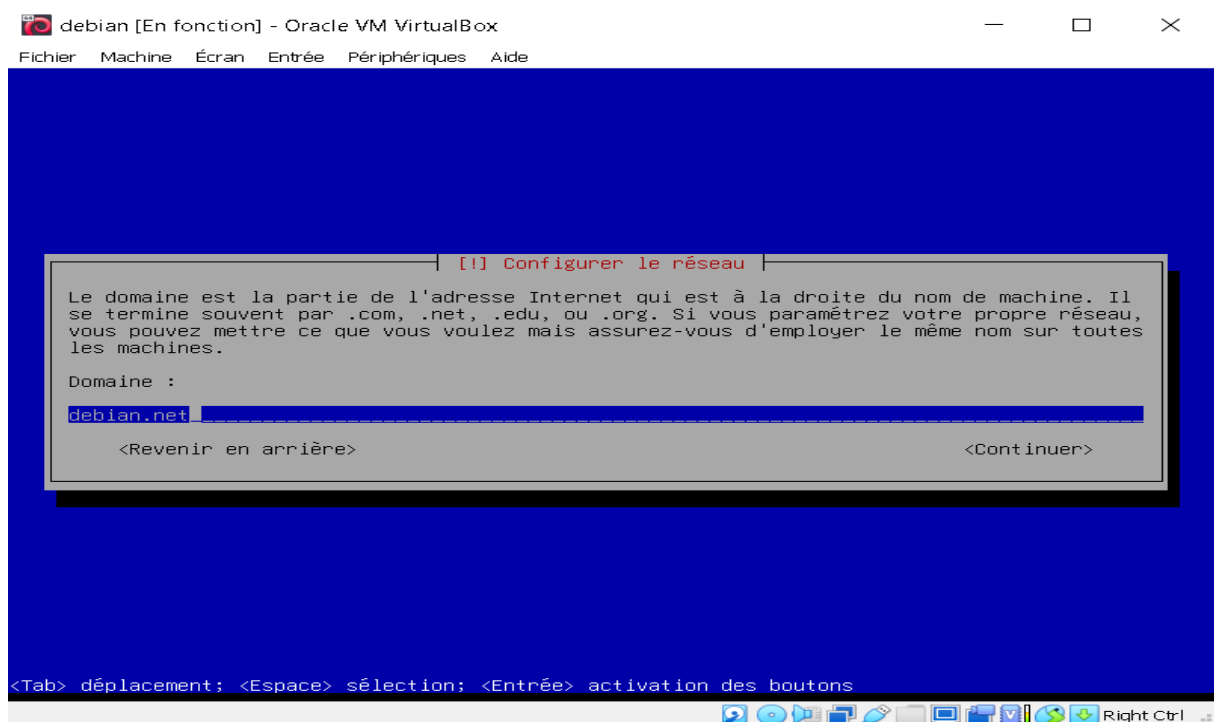 debian [En fonction] - Oracle VM VirtualBox
Fichier Machine Écran Entrée Périphériques Aide
[!] Configurer le réseau
Le domaine est la partie de l'adresse Internet qui est à la droite du nom de machine. Il
se termine souvent par .com, .net, .edu, ou .org. Si vous paramétrez votre propre réseau,
vous pouvez mettre ce que vous voulez mais assurez-vous d'employer le même nom sur toutes
les machines.
Domaine :
debian.net
<Revenir en arrière> <Continuer>
<Tab> déplacement; <Espace> sélection; <Entrée> activation des boutons
Right Ctrl